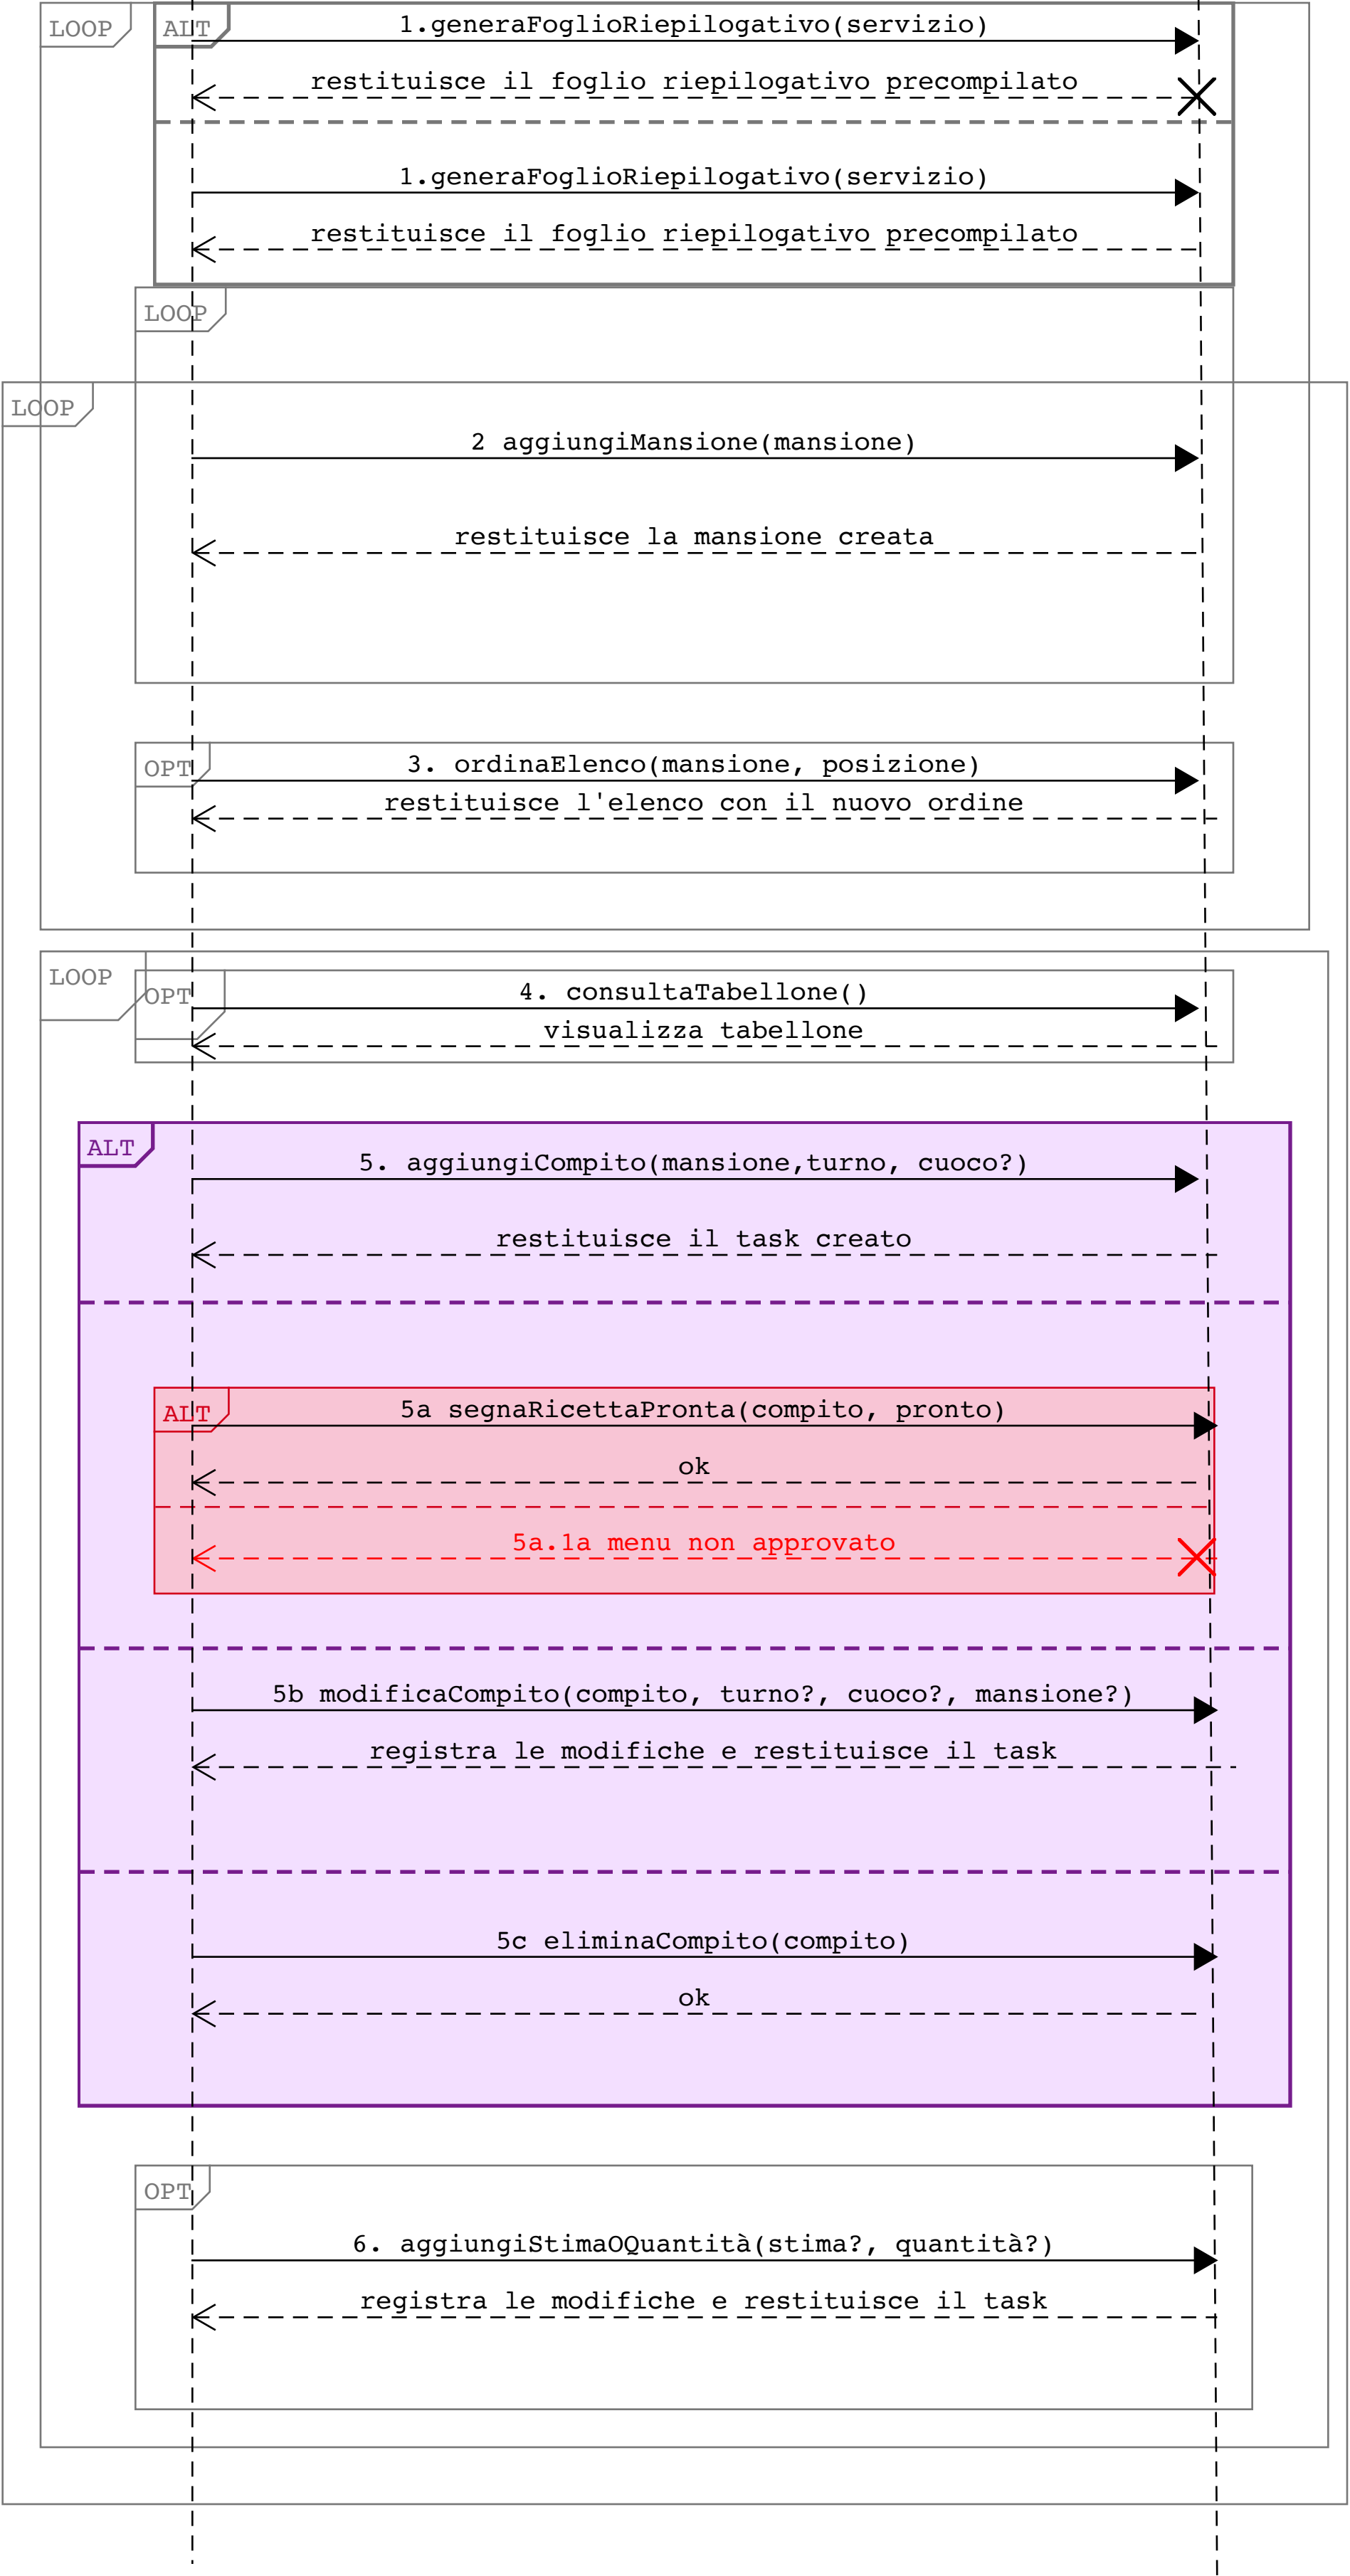 LOOP
ALT
1.generaFoglioRiepilogativo(servizio)
restituisce il foglio riepilogativo precompilato
1.generaFoglioRiepilogativo(servizio)
restituisce il foglio riepilogativo precompilato
LOOP
LOOP
2 aggiungiMansione(mansione)
restituisce la mansione creata
OPT
3. ordinaElenco(mansione, posizione)
restituisce l'elenco con il nuovo ordine
LOOP
OPT
4. consultaTabellone()
visualizza tabellone
ALT
5. aggiungiCompito(mansione,turno, cuoco?)
restituisce il task creato
ALT
5a segnaRicettaPronta(compito, pronto)
ok
5a.1a menu non approvato
5b modificaCompito(compito, turno?, cuoco?, mansione?)
registra le modifiche e restituisce il task
5c eliminaCompito(compito)
ok
OPT
6. aggiungiStimaOQuantità(stima?, quantità?)
registra le modifiche e restituisce il task